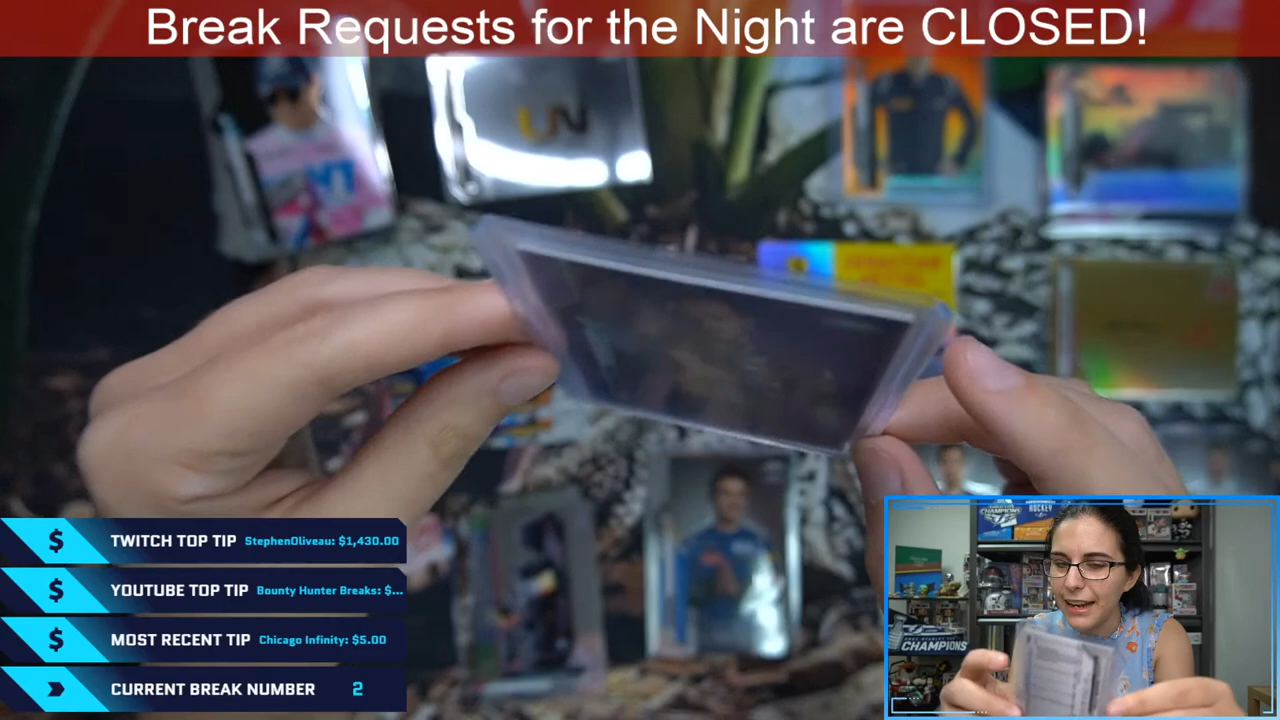 Break Requests for the Night are CLOSED!
LN
$ TWITCH TOP TIP StephenOliveau: $1,430.00
$ YOUTUBE TOP TIP Bounty Hunter Breaks: $...
$ MOST RECENT TIP Chicago Infinity: $5.00
CURRENT BREAK NUMBER 2
CHAMPIONS
HOCKEY
CHAMPIONS